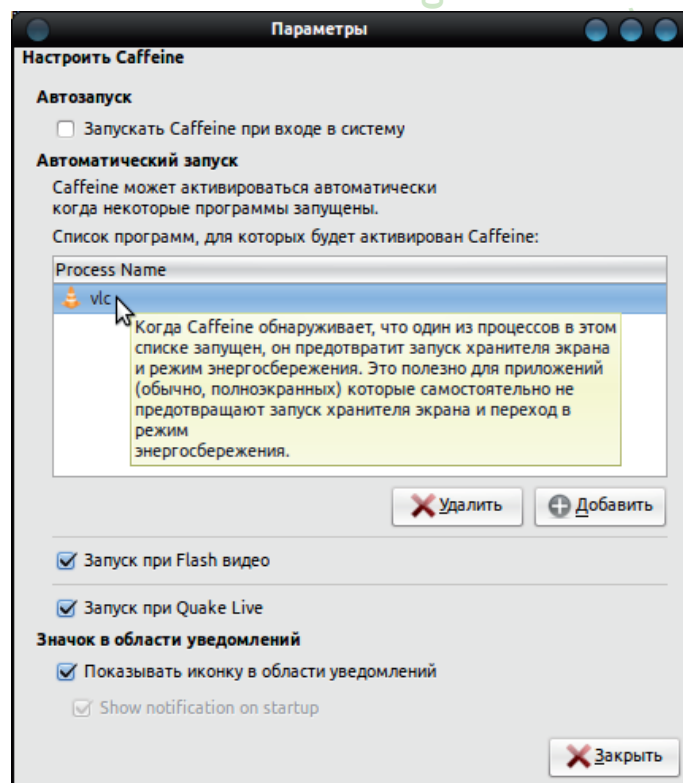 Параметры
Настроить Caffeine
Автозапуск
Запускать Caffeine при входе в систему
Автоматический запуск
Caffeine может активироваться автоматически
когда некоторые программы запущены.
Список программ, для которых будет активирован Caffeine:
Process Name
vlc
Когда Caffeine обнаруживает, что один из процессов в этом
списке запущен, он предотвратит запуск хранителя экрана
и режим энергосбережения. Это полезно для приложений
(обычно, полноэкранных) которые самостоятельно не
предотвращают запуск хранителя экрана и переход в
режим
энергосбережения.
Удалить
Добавить
Запуск при Flash видео
Запуск при Quake Live
Значок в области уведомлений
Показывать иконку в области уведомлений
Show notification on startup
Закрыть